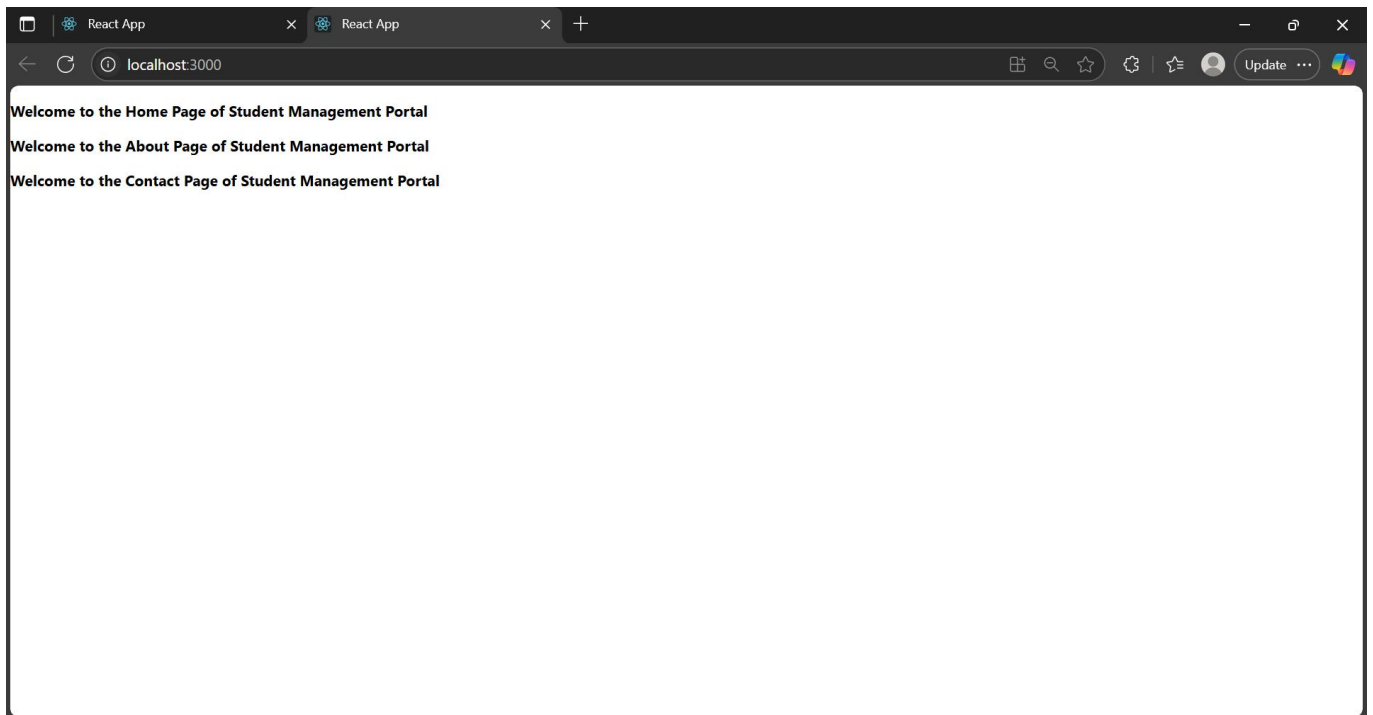 React App
React App
localhost:3000
Update
Welcome to the Home Page of Student Management Portal
Welcome to the About Page of Student Management Portal
Welcome to the Contact Page of Student Management Portal